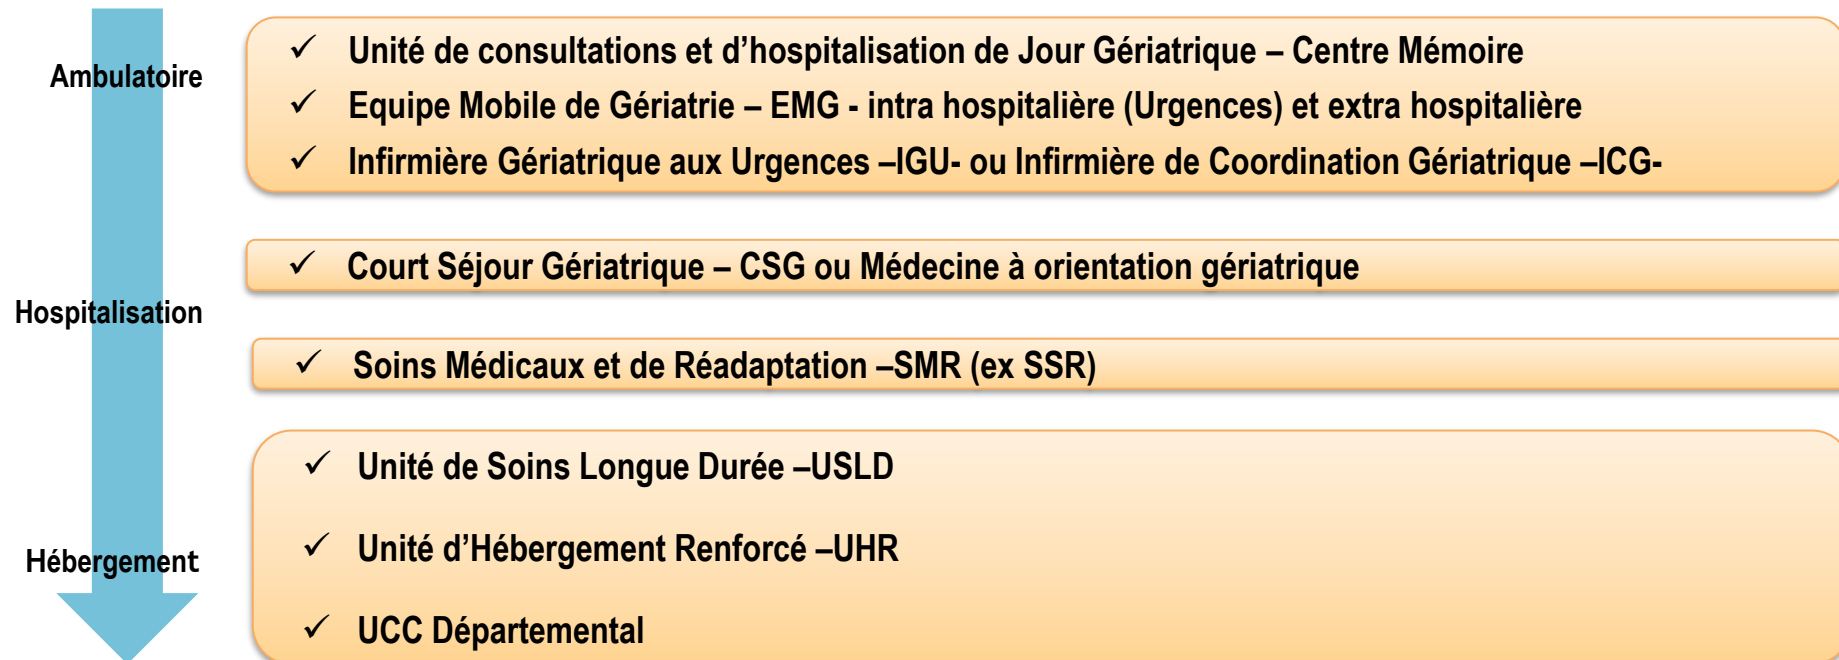 Ambulatoire
✓ Unité de consultations et d’hospitalisation de Jour Gériatrique – Centre Mémoire
✓ Equipe Mobile de Gériatrie – EMG - intra hospitalière (Urgences) et extra hospitalière
✓ Infirmière Gériatrique aux Urgences –IGU- ou Infirmière de Coordination Gériatrique –ICG-
Hospitalisation
✓ Court Séjour Gériatrique – CSG ou Médecine à orientation gériatrique
✓ Soins Médicaux et de Réadaptation –SMR (ex SSR)
Hébergement
✓ Unité de Soins Longue Durée –USLD
✓ Unité d’Hébergement Renforcé –UHR
✓ UCC Départemental